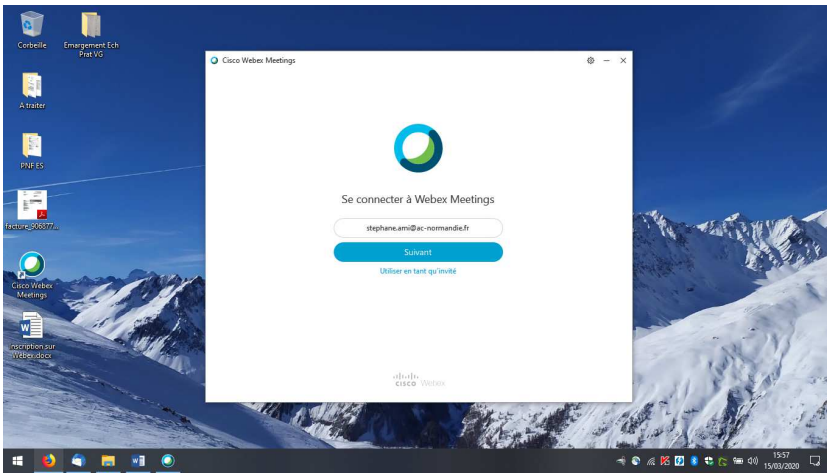 Corbeille
Emargement Ech
Prat VG
A traiter
PNF ES
facture_906877...
Cisco Webex
Meetings
inscription sur
Webex.docx
Cisco Webex Meetings
Se connecter à Webex Meetings
stephane.ami@ac-normandie.fr
Suivant
Utiliser en tant qu'invité
CISCO Webex
15:57
15/03/2020